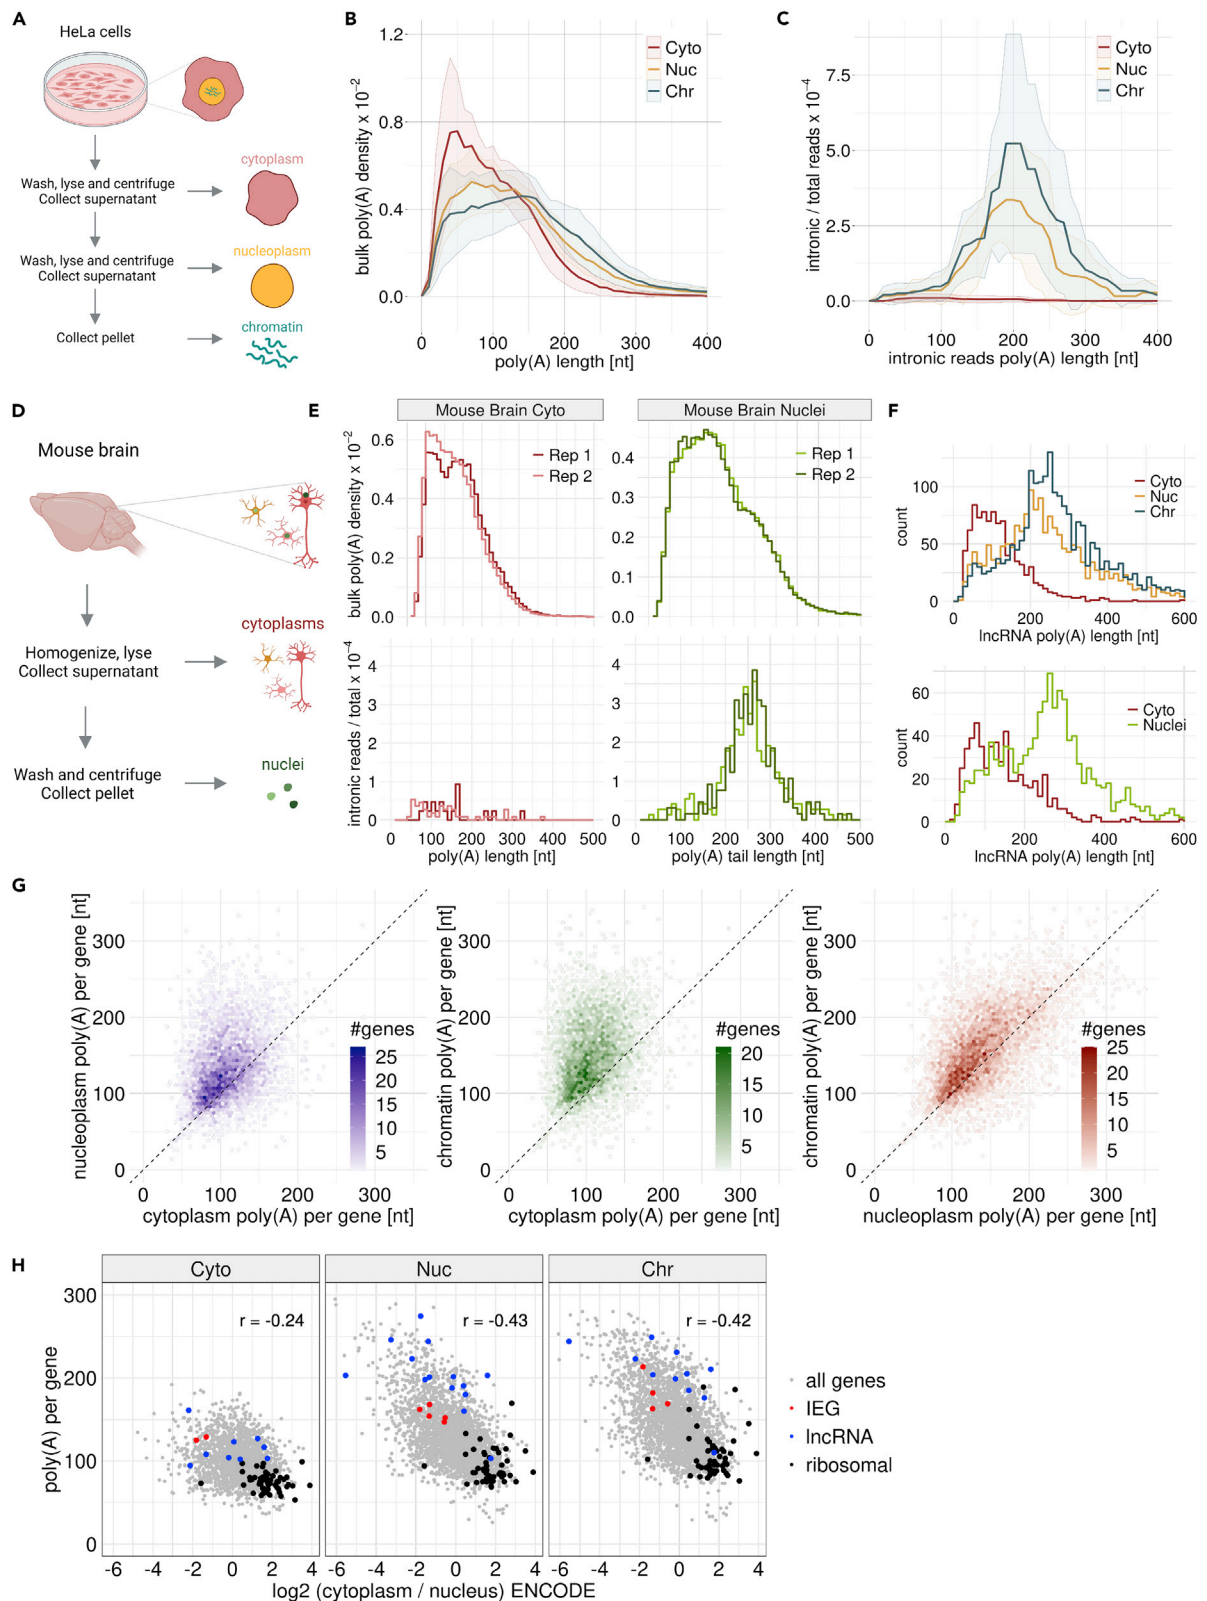 A
HeLa cells
cytoplasm
Wash, lyse and centrifuge
Collect supernatant
nucleoplasm
Wash, lyse and centrifuge
Collect supernatant
chromatin
Collect pellet
B
bulk poly(A) density x 10-2
1.2
0.8
0.4
0.0
Cyto
Nuc
Chr
0 100 200 300 400
poly(A) length [nt]
C
intronic / total reads x 10-4
7.5
5.0
2.5
0.0
Cyto
Nuc
Chr
0 100 200 300 400
intronic reads poly(A) length [nt]
D
Mouse brain
cytoplasms
Homogenize, lyse
Collect supernatant
nuclei
Wash and centrifuge
Collect pellet
E
Mouse Brain Cyto
Mouse Brain Nuclei
bulk poly(A) density x 10-2
0.6
0.4
0.2
0.0
Rep 1
Rep 2
0.4
0.3
0.2
0.1
0.0
Rep 1
Rep 2
intronic reads / total x 10-4
4
3
2
1
0
0 100 200 300 400 500
poly(A) length [nt]
4
3
2
1
0
0 100 200 300 400 500
poly(A) tail length [nt]
F
count
100
50
0
Cyto
Nuc
Chr
0 200 400 600
lncRNA poly(A) length [nt]
count
60
40
20
0
Cyto
Nuclei
0 200 400 600
lncRNA poly(A) length [nt]
G
nucleoplasm poly(A) per gene [nt]
300
200
100
0
#genes
25
20
15
10
5
0 100 200 300
cytoplasm poly(A) per gene [nt]
chromatin poly(A) per gene [nt]
300
200
100
0
#genes
20
15
10
5
0 100 200 300
cytoplasm poly(A) per gene [nt]
chromatin poly(A) per gene [nt]
300
200
100
0
#genes
25
20
15
10
5
0 100 200 300
nucleoplasm poly(A) per gene [nt]
H
Cyto
Nuc
Chr
poly(A) per gene
300
200
100
0
r = -0.24
r = -0.43
r = -0.42
all genes
IEG
lncRNA
ribosomal
-6 -4 -2 0 2 4 -6 -4 -2 0 2 4 -6 -4 -2 0 2 4
log2 (cytoplasm / nucleus) ENCODE